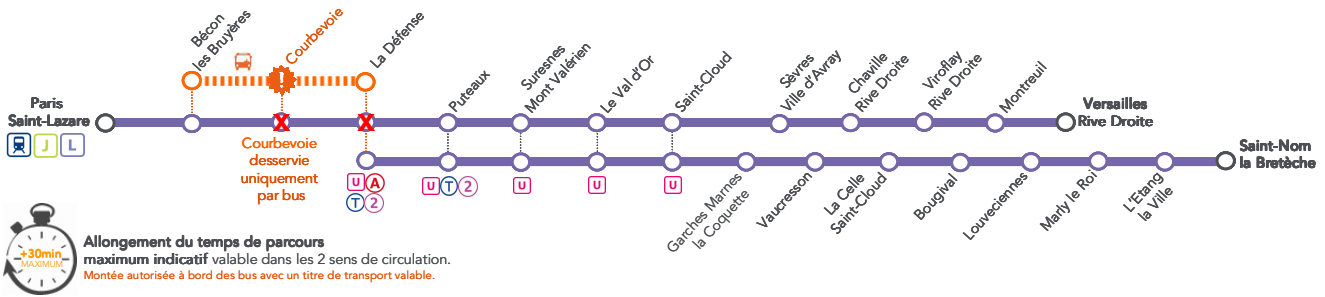 Bécon
les Bruyères
Courbevoie
La Défense
Paris
Saint-Lazare
J
L
Puteaux
Suresnes
Mont Valérien
Le Val d'Or
Saint-Cloud
Sèvres
Ville d'Avray
Chaville
Rive Droite
Viroflay
Rive Droite
Montreuil
Versailles
Rive Droite
Courbevoie
desservie
uniquement
par bus
U A
T 2
U T 2
U
U
U
Garches Marnes
la Coquette
Vaucresson
La Celle
Saint-Cloud
Bougival
Louveciennes
Marly le Roi
L'Etang
la Ville
Saint-Nom
la Bretèche
+30min
MAXIMUM
Allongement du temps de parcours
maximum indicatif valable dans les 2 sens de circulation.
Montée autorisée à bord des bus avec un titre de transport valable.